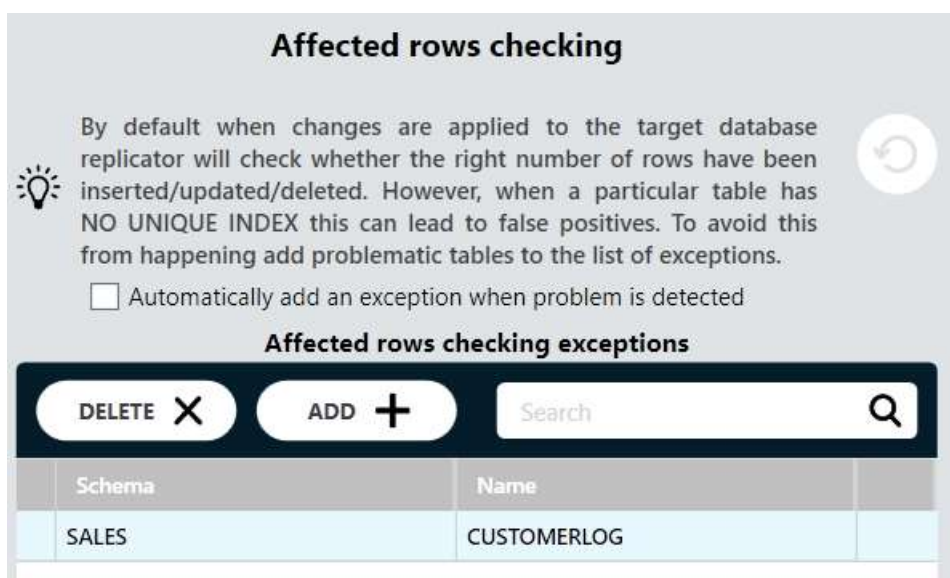 Affected rows checking
By default when changes are applied to the target database
replicator will check whether the right number of rows have been
inserted/updated/deleted. However, when a particular table has
NO UNIQUE INDEX this can lead to false positives. To avoid this
from happening add problematic tables to the list of exceptions.
Automatically add an exception when problem is detected
Affected rows checking exceptions
DELETE ADD Search
Schema Name
SALES CUSTOMERLOG